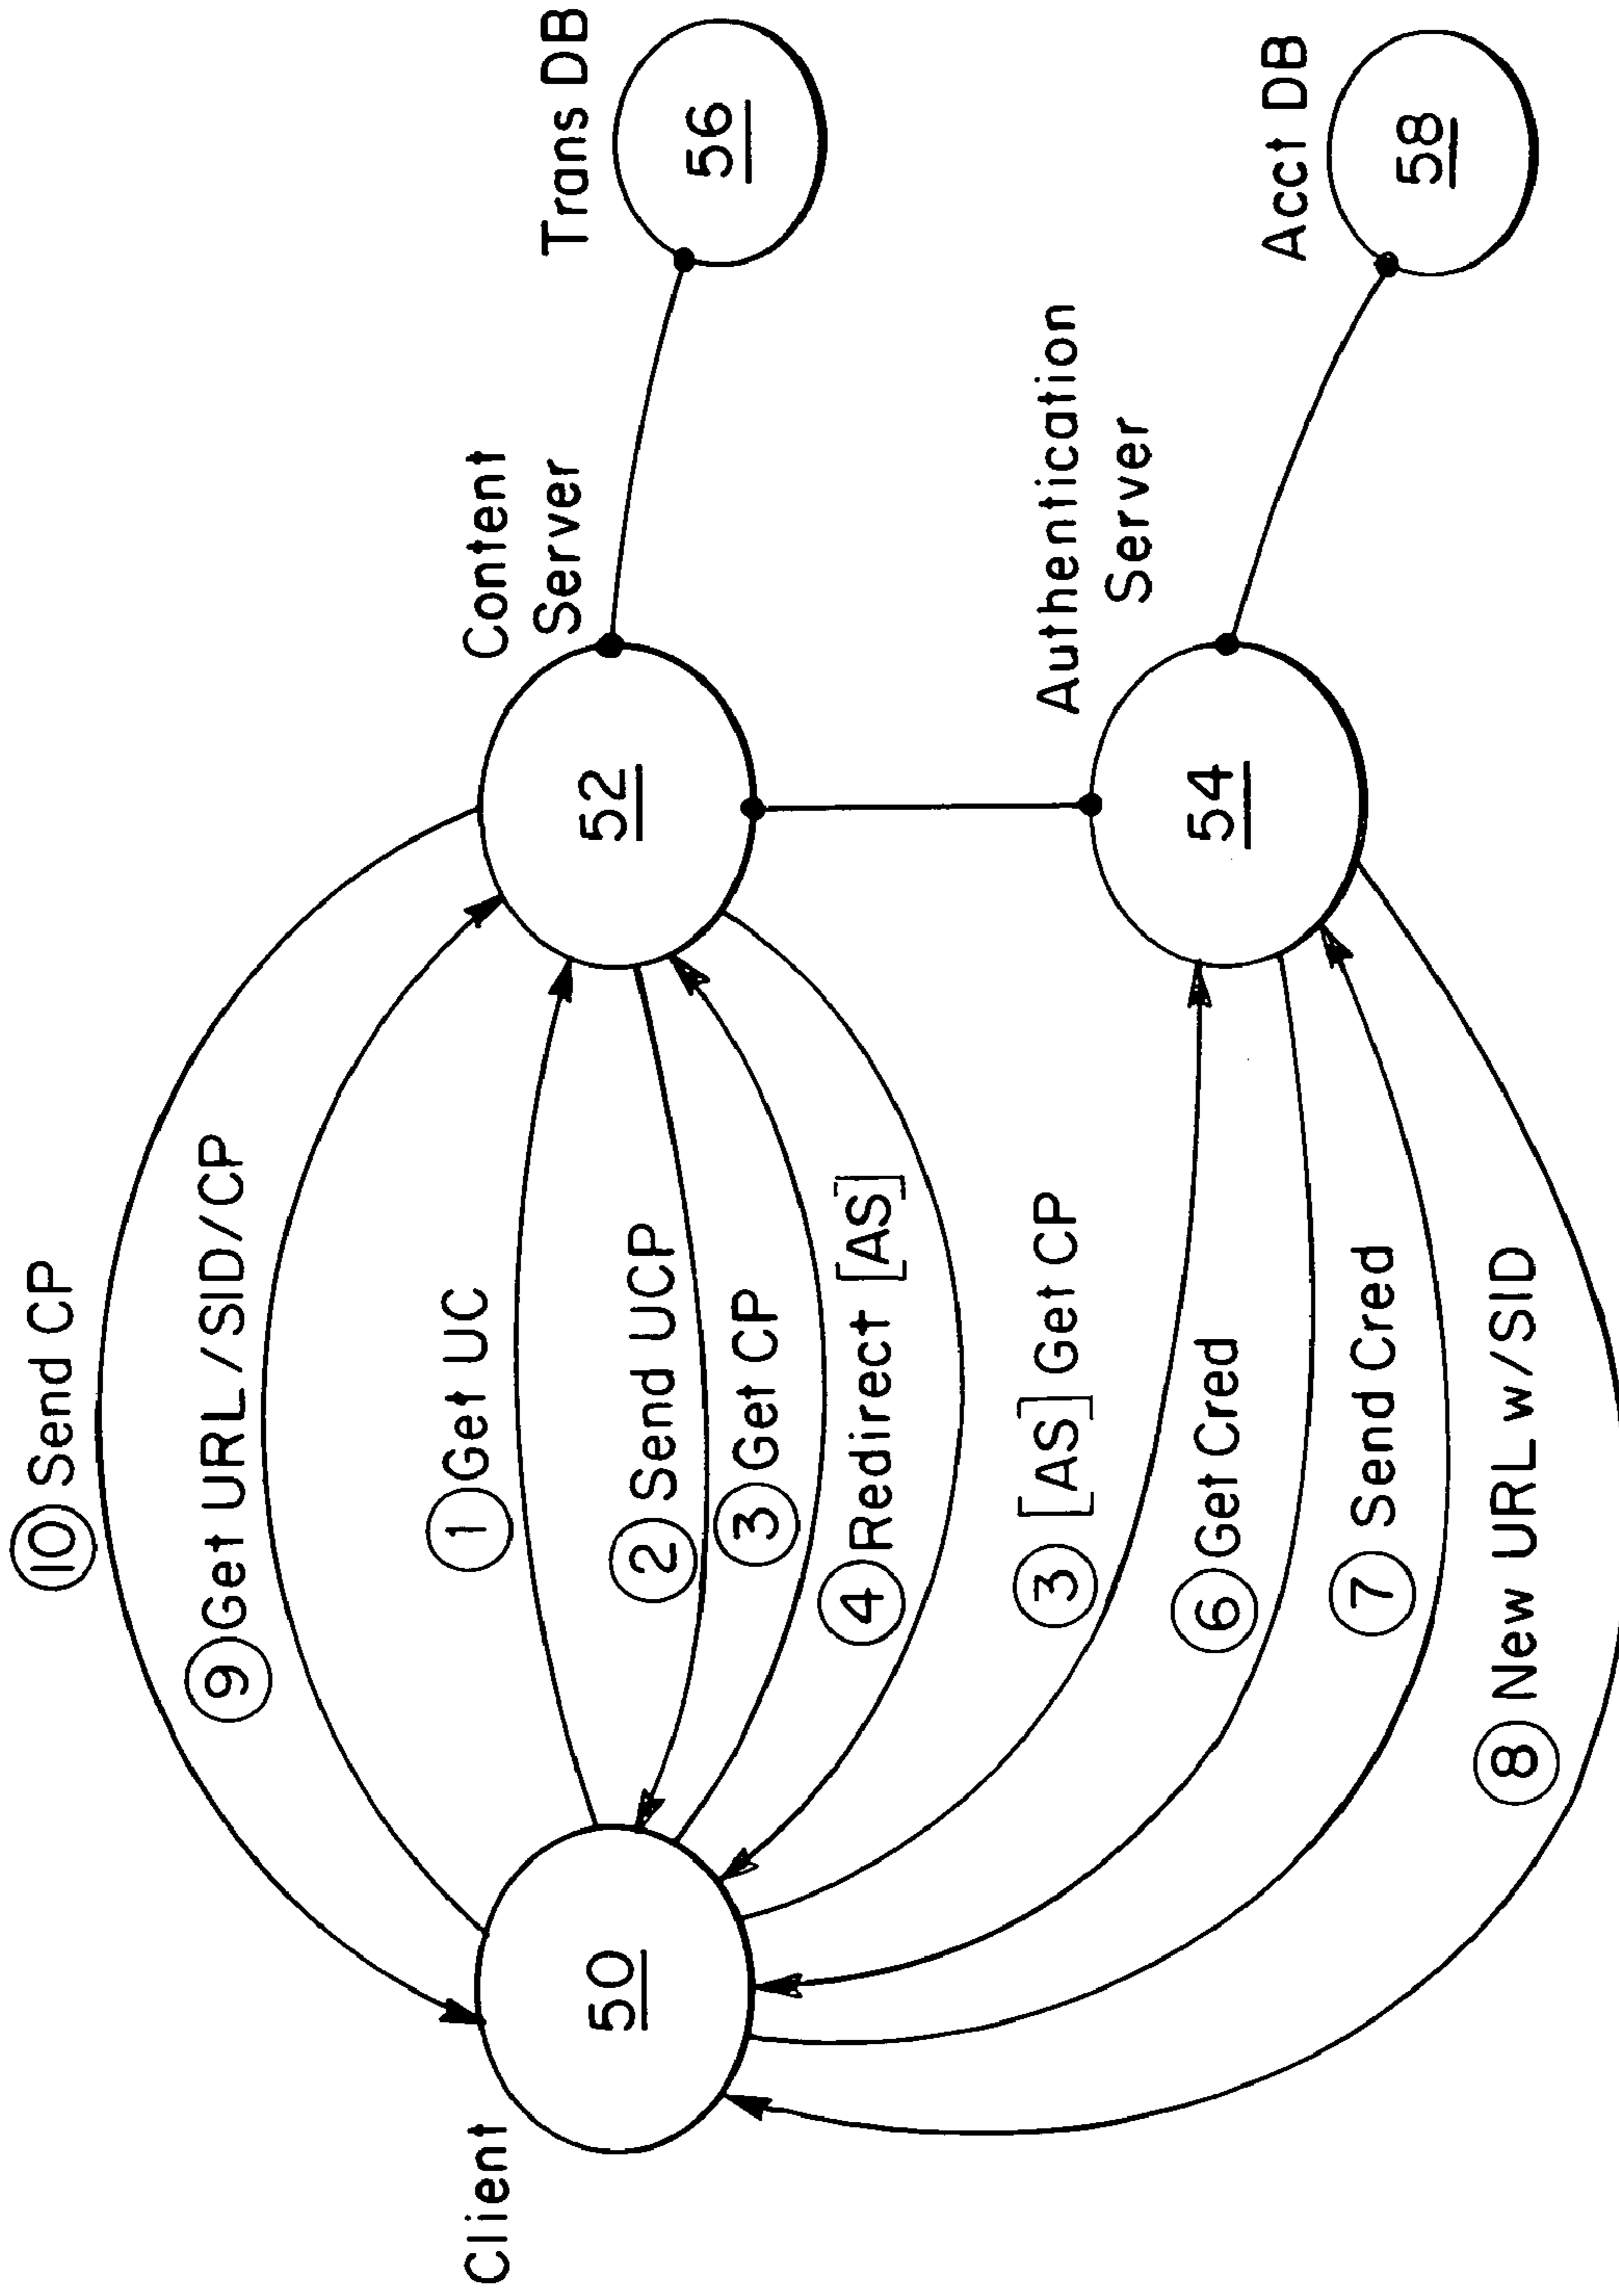 ⑩ Send CP
⑨ Get URL/SID/CP
① Get UC
② Send UCP
③ Get CP
④ Redirect [AS]
③ [AS] Get CP
⑥ Get Cred
⑦ Send Cred
⑧ New URL w/SID
Client
50
Content
Server
52
Trans DB
56
Authentication
Server
54
Acct DB
58